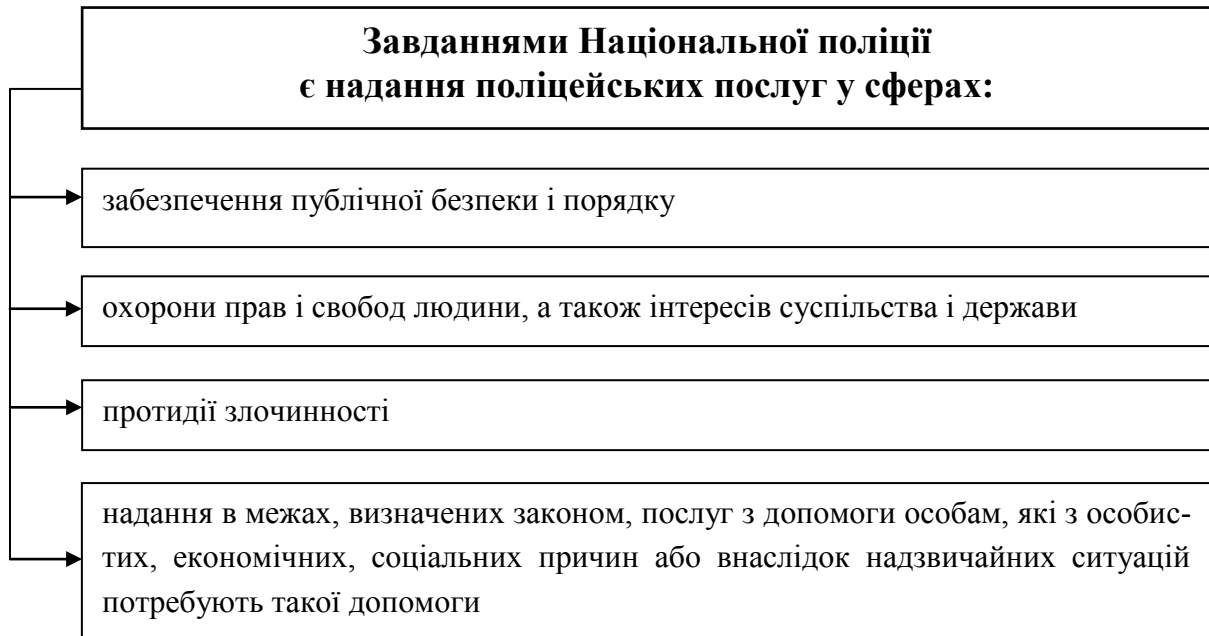 Завданнями Національної поліції
є надання поліцейських послуг у сферах:
забезпечення публічної безпеки і порядку
охорони прав і свобод людини, а також інтересів суспільства і держави
протидії злочинності
надання в межах, визначених законом, послуг з допомоги особам, які з особис-
тих, економічних, соціальних причин або внаслідок надзвичайних ситуацій
потребують такої допомоги